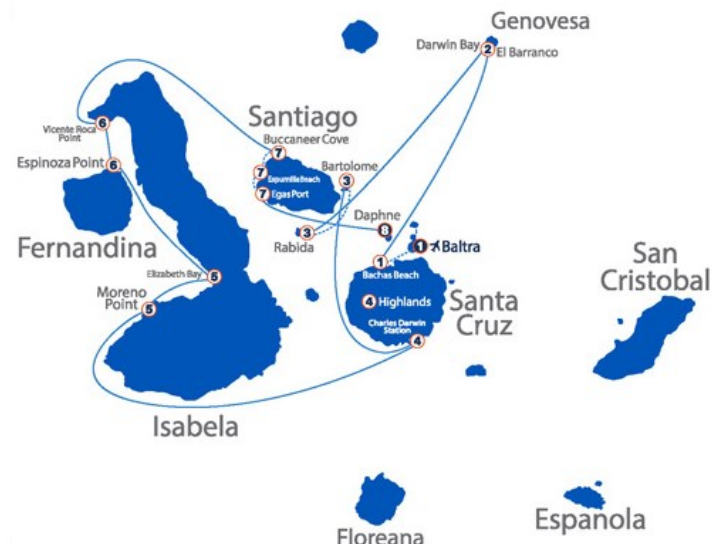 Genovesa
Darwin Bay
2
El Barranco
Santiago
Buccaneer Cove
7
6
Vicente Roca
Point
Espinoza Point
6
7
Espumilla Beach
7
Egas Port
Bartolome
3
Daphne
8
3
Rabida
1
Baltra
1
Bachas Beach
Fernandina
Elizabeth Bay
5
Moreno
Point
5
4
Highlands
Santa
Cruz
Charles Darwin
Station
4
San
Cristobal
Isabela
Floreana
Espanola